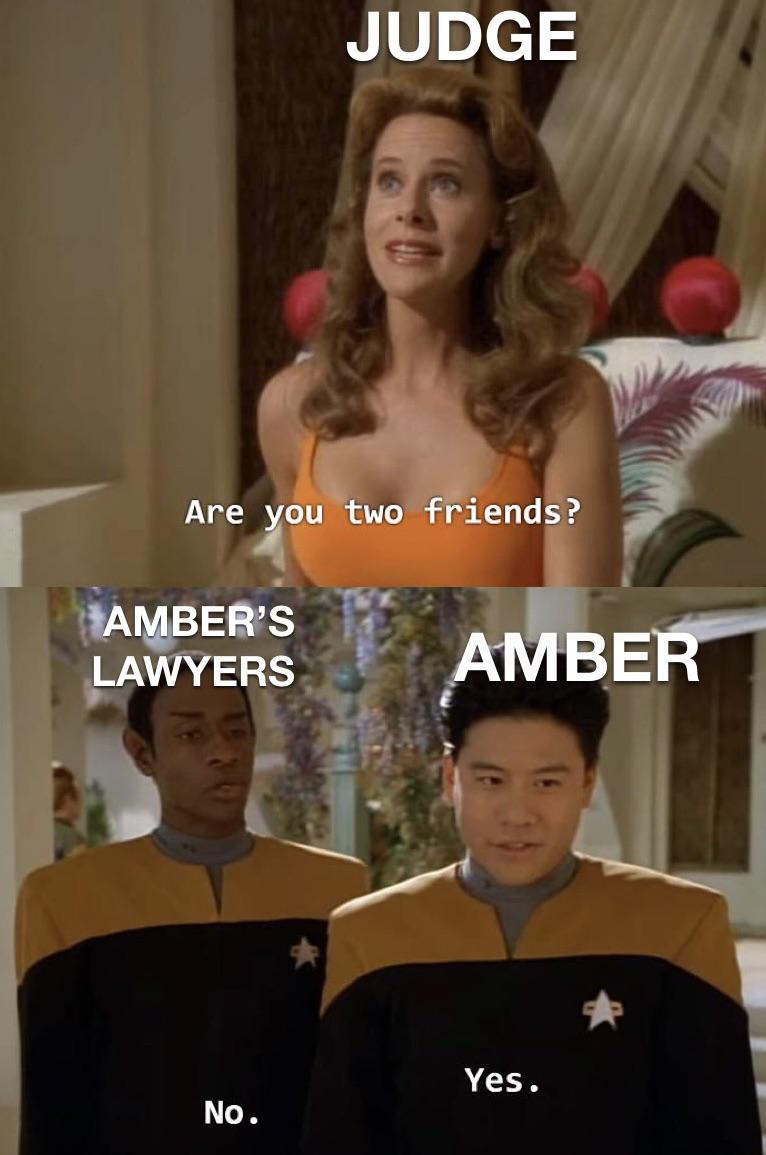 JUDGE
Are you two friends?
AMBER'S
LAWYERS
AMBER
Yes.
No.